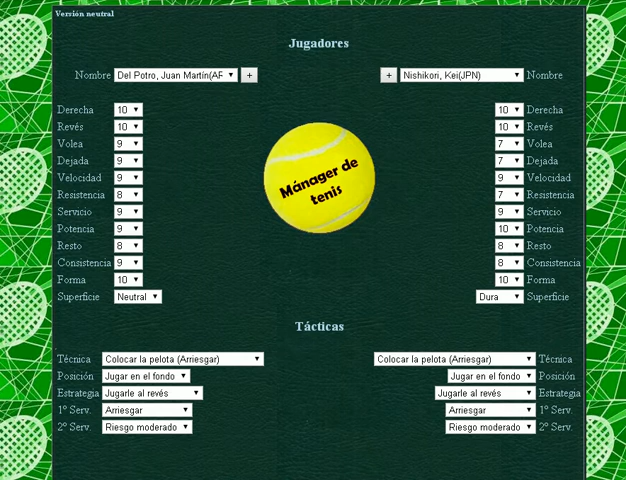 Versión neutral
Jugadores
Nombre Del Potro, Juan Martín(AF + + Nishikori, Kei(JPN) Nombre
Derecha 10 10 Derecha
Revés 10 10 Revés
Volea 9 7 Volea
Dejada 9 7 Dejada
Velocidad 9 9 Velocidad
Resistencia 8 7 Resistencia
Servicio 9 9 Servicio
Potencia 9 10 Potencia
Resto 8 8 Resto
Consistencia 9 8 Consistencia
Forma 10 10 Forma
Superficie Neutral Dura Superficie
Mánager de
tenis
Tácticas
Técnica Colocar la pelota (Arriesgar) Colocar la pelota (Arriesgar) Técnica
Posición Jugar en el fondo Jugar en el fondo Posición
Estrategia Jugarle al revés Jugarle al revés Estrategia
1º Serv. Arriesgar Arriesgar 1º Serv.
2º Serv. Riesgo moderado Riesgo moderado 2º Serv.